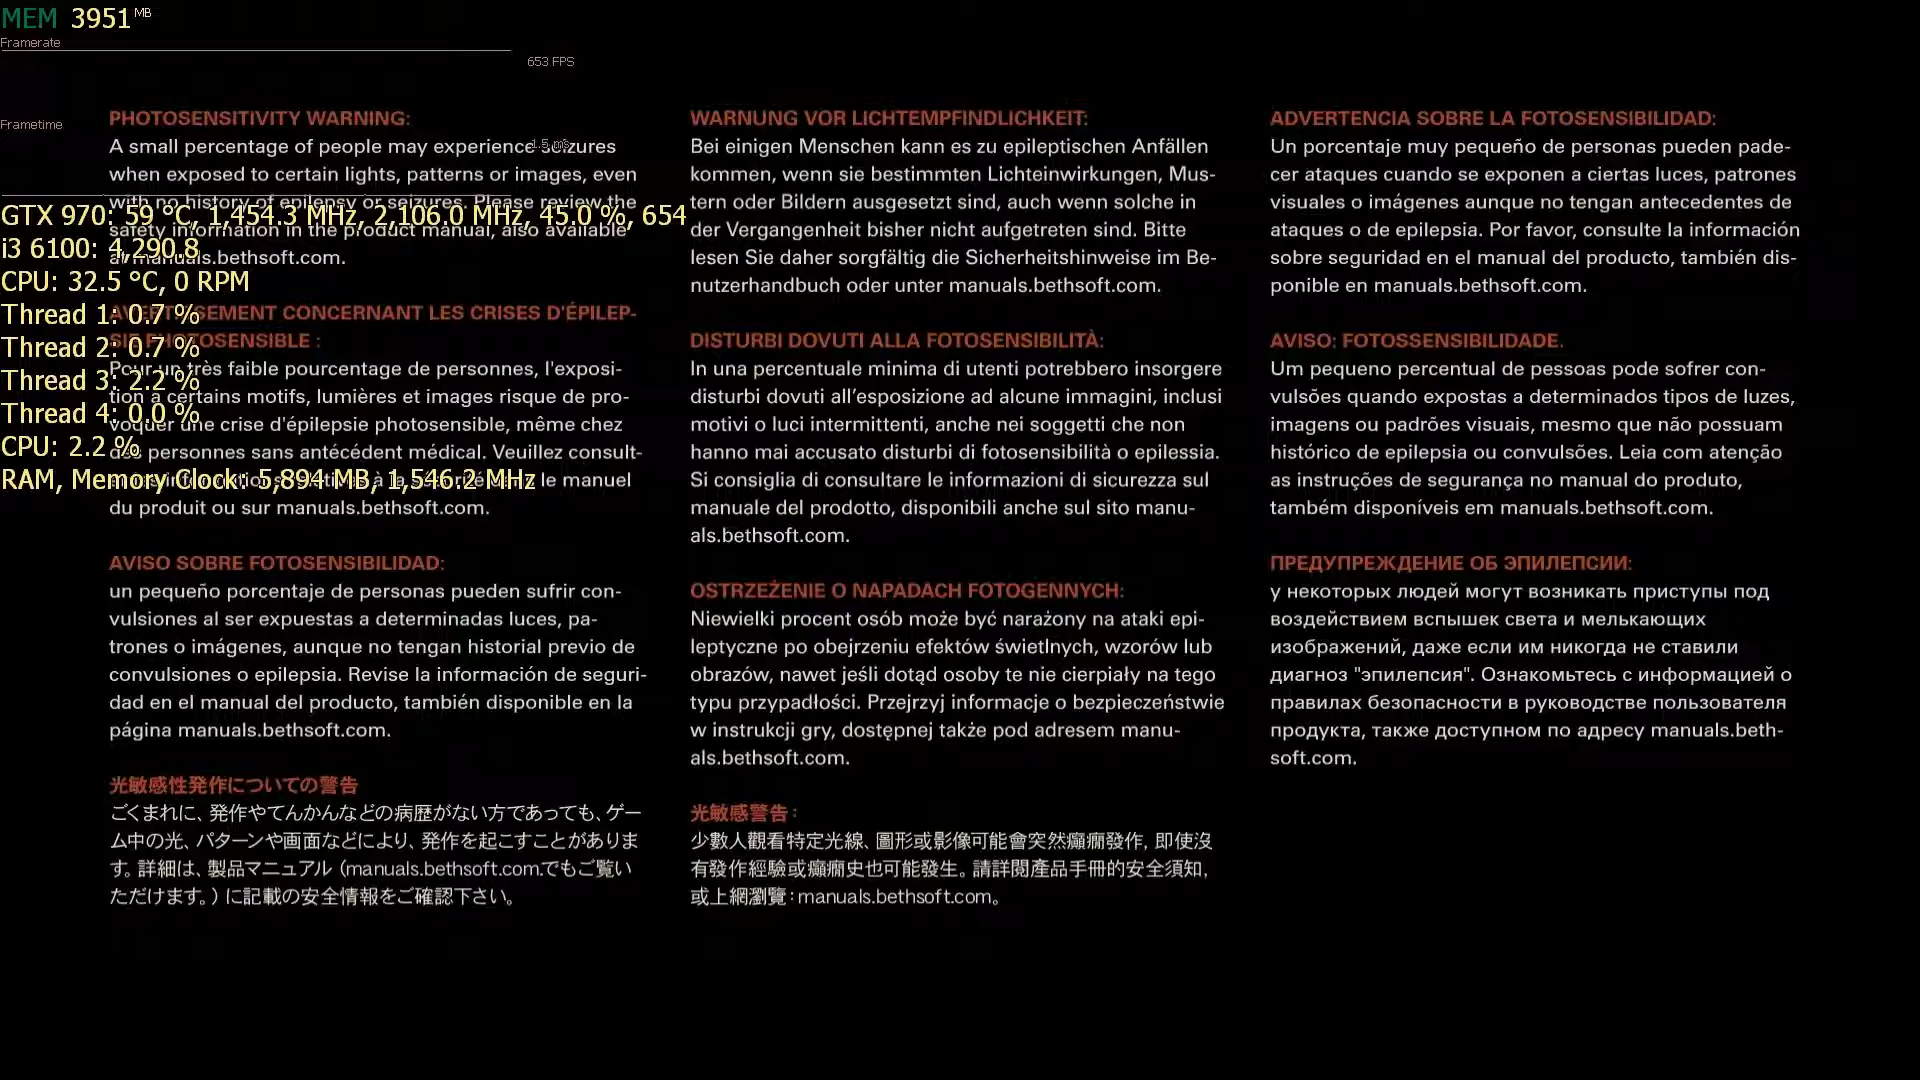 MEM 3951 MB
Framerate
653 FPS
Frametime
1.5 ms
GTX 970: 59 °C, 1,454.3 MHz, 2,106.0 MHz, 45.0 %, 654
i3 6100: 4,290.8
CPU: 32.5 °C, 0 RPM
Thread 1: 0.7 %
Thread 2: 0.7 %
Thread 3: 2.2 %
Thread 4: 0.0 %
CPU: 2.2 %
RAM, Memory Clock: 5,894 MB, 1,546.2 MHz
PHOTOSENSITIVITY WARNING:
A small percentage of people may experience seizures
when exposed to certain lights, patterns or images, even
with no history of epilepsy or seizures. Please review the
safety information in the product manual, also available
at manuals.bethsoft.com.
AVERTISSEMENT CONCERNANT LES CRISES D'ÉPILEP-
SIE PHOTOSENSIBLE :
Pour un très faible pourcentage de personnes, l'exposi-
tion à certains motifs, lumières et images risque de pro-
voquer une crise d'épilepsie photosensible, même chez
des personnes sans antécédent médical. Veuillez consult-
le manuel
du produit ou sur manuals.bethsoft.com.
AVISO SOBRE FOTOSENSIBILIDAD:
un pequeño porcentaje de personas pueden sufrir con-
vulsiones al ser expuestas a determinadas luces, pa-
trones o imágenes, aunque no tengan historial previo de
convulsiones o epilepsia. Revise la información de seguri-
dad en el manual del producto, también disponible en la
página manuals.bethsoft.com.
光敏感性発作についての警告
ごくまれに、発作やてんかんなどの病歴がない方であっても、ゲー
ム中の光、パターンや画面などにより、発作を起こすことがありま
す。詳細は、製品マニュアル（manuals.bethsoft.com.でもご覧い
ただけます。）に記載の安全情報をご確認下さい。
WARNUNG VOR LICHTEMPFINDLICHKEIT:
Bei einigen Menschen kann es zu epileptischen Anfällen
kommen, wenn sie bestimmten Lichteinwirkungen, Mus-
tern oder Bildern ausgesetzt sind, auch wenn solche in
der Vergangenheit bisher nicht aufgetreten sind. Bitte
lesen Sie daher sorgfältig die Sicherheitshinweise im Be-
nutzerhandbuch oder unter manuals.bethsoft.com.
DISTURBI DOVUTI ALLA FOTOSENSIBILITÀ:
In una percentuale minima di utenti potrebbero insorgere
disturbi dovuti all’esposizione ad alcune immagini, inclusi
motivi o luci intermittenti, anche nei soggetti che non
hanno mai accusato disturbi di fotosensibilità o epilessia.
Si consiglia di consultare le informazioni di sicurezza sul
manuale del prodotto, disponibili anche sul sito manu-
als.bethsoft.com.
OSTRZEŻENIE O NAPADACH FOTOGENNYCH:
Niewielki procent osób może być narażony na ataki epi-
leptyczne po obejrzeniu efektów świetlnych, wzorów lub
obrazów, nawet jeśli dotąd osoby te nie cierpiały na tego
typu przypadłości. Przejrzyj informacje o bezpieczeństwie
w instrukcji gry, dostępnej także pod adresem manu-
als.bethsoft.com.
光敏感警告：
少數人觀看特定光線、圖形或影像可能會突然癲癇發作，即使沒
有發作經驗或癲癇史也可能發生。請詳閱產品手冊的安全須知，
或上網瀏覽：manuals.bethsoft.com。
ADVERTENCIA SOBRE LA FOTOSENSIBILIDAD:
Un porcentaje muy pequeño de personas pueden pade-
cer ataques cuando se exponen a ciertas luces, patrones
visuales o imágenes aunque no tengan antecedentes de
ataques o de epilepsia. Por favor, consulte la información
sobre seguridad en el manual del producto, también dis-
ponible en manuals.bethsoft.com.
AVISO: FOTOSSENSIBILIDADE.
Um pequeno percentual de pessoas pode sofrer con-
vulsões quando expostas a determinados tipos de luzes,
imagens ou padrões visuais, mesmo que não possuam
histórico de epilepsia ou convulsões. Leia com atenção
as instruções de segurança no manual do produto,
também disponíveis em manuals.bethsoft.com.
ПРЕДУПРЕЖДЕНИЕ ОБ ЭПИЛЕПСИИ:
у некоторых людей могут возникать приступы под
воздействием вспышек света и мелькающих
изображений, даже если им никогда не ставили
диагноз "эпилепсия". Ознакомьтесь с информацией о
правилах безопасности в руководстве пользователя
продукта, также доступном по адресу manuals.beth-
soft.com.